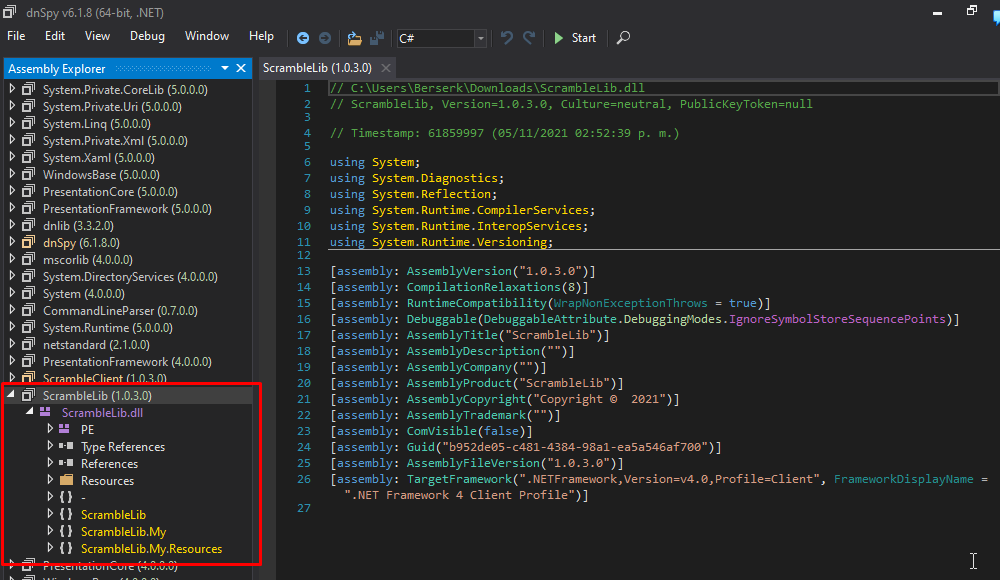 dnSpy v6.1.8 (64-bit, .NET)
File Edit View Debug Window Help C# Start
Assembly Explorer
System.Private.CoreLib (5.0.0.0)
System.Private.Uri (5.0.0.0)
System.Linq (5.0.0.0)
System.Private.Xml (5.0.0.0)
System.Xaml (5.0.0.0)
WindowsBase (5.0.0.0)
PresentationCore (5.0.0.0)
PresentationFramework (5.0.0.0)
dnlib (3.3.2.0)
dnSpy (6.1.8.0)
mscorlib (4.0.0.0)
System.DirectoryServices (4.0.0.0)
System (4.0.0.0)
CommandLineParser (0.7.0.0)
System.Runtime (5.0.0.0)
netstandard (2.1.0.0)
PresentationFramework (4.0.0.0)
ScrambleClient (1.0.3.0)
ScrambleLib (1.0.3.0)
ScrambleLib.dll
PE
Type References
References
Resources
{ } -
{ } ScrambleLib
{ } ScrambleLib.My
{ } ScrambleLib.My.Resources
PresentationCore (4.0.0.0)
ScrambleLib (1.0.3.0)
1 // C:\Users\Berserk\Downloads\ScrambleLib.dll
2 // ScrambleLib, Version=1.0.3.0, Culture=neutral, PublicKeyToken=null
3
4 // Timestamp: 61859997 (05/11/2021 02:52:39 p. m.)
5
6 using System;
7 using System.Diagnostics;
8 using System.Reflection;
9 using System.Runtime.CompilerServices;
10 using System.Runtime.InteropServices;
11 using System.Runtime.Versioning;
12
13 [assembly: AssemblyVersion("1.0.3.0")]
14 [assembly: CompilationRelaxations(8)]
15 [assembly: RuntimeCompatibility(WrapNonExceptionThrows = true)]
16 [assembly: Debuggable(DebuggableAttribute.DebuggingModes.IgnoreSymbolStoreSequencePoints)]
17 [assembly: AssemblyTitle("ScrambleLib")]
18 [assembly: AssemblyDescription("")]
19 [assembly: AssemblyCompany("")]
20 [assembly: AssemblyProduct("ScrambleLib")]
21 [assembly: AssemblyCopyright("Copyright ©  2021")]
22 [assembly: AssemblyTrademark("")]
23 [assembly: ComVisible(false)]
24 [assembly: Guid("b952de05-c481-4384-98a1-ea5a546af700")]
25 [assembly: AssemblyFileVersion("1.0.3.0")]
26 [assembly: TargetFramework(".NETFramework,Version=v4.0,Profile=Client", FrameworkDisplayName =
".NET Framework 4 Client Profile")]
27